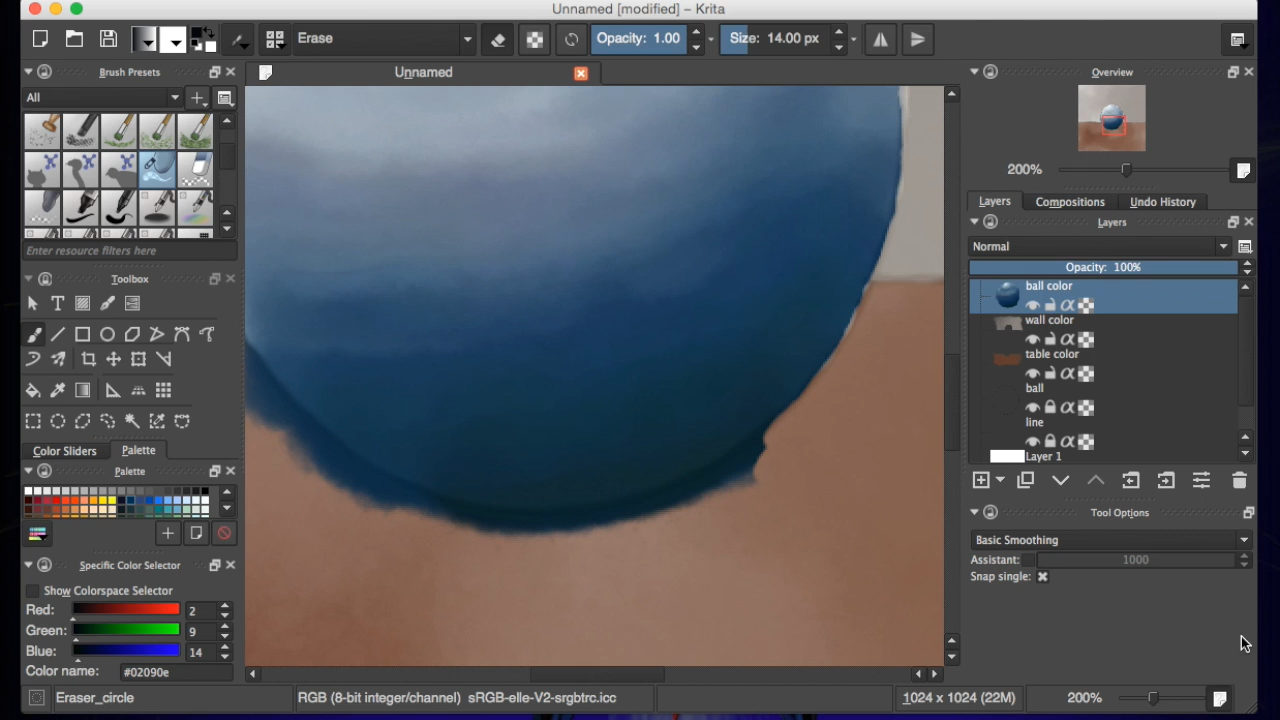 Unnamed [modified] – Krita
Erase
Opacity: 1.00
Size: 14.00 px
Brush Presets
Unnamed
Overview
All
200%
Layers
Compositions
Undo History
Layers
Normal
Enter resource filters here
Opacity: 100%
Toolbox
ball color
wall color
table color
ball
line
Layer 1
Color Sliders
Palette
Palette
Tool Options
Basic Smoothing
Assistant:
1000
Snap single:
Specific Color Selector
Show Colorspace Selector
Red:
2
Green:
9
Blue:
14
Color name:
#02090e
Eraser_circle
RGB (8-bit integer/channel) sRGB-elle-V2-srgbtrc.icc
1024 x 1024 (22M)
200%